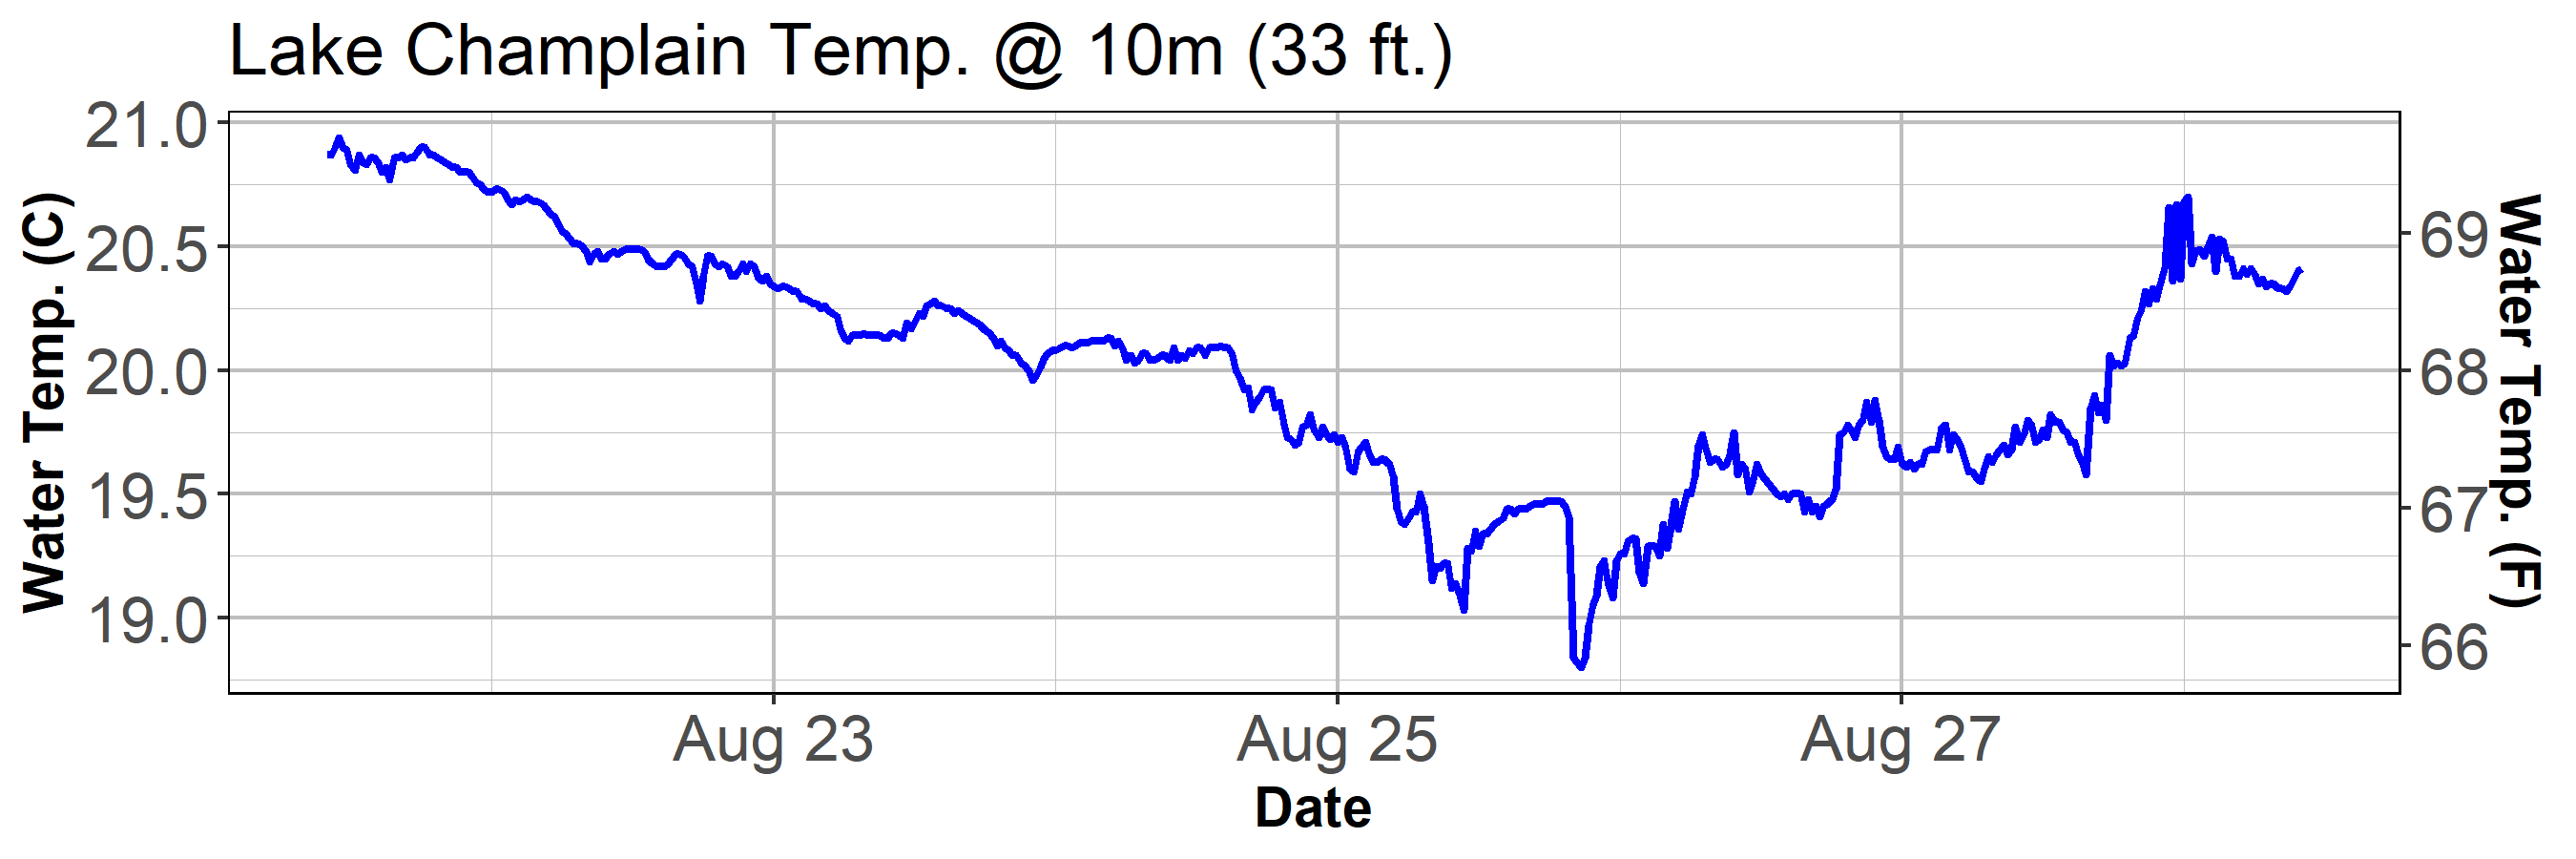 Lake Champlain Temp. @ 10m (33 ft.)
Water Temp. (C)
21.0
20.5
20.0
19.5
19.0
69
68
67
66
Water Temp. (F)
Aug 23
Aug 25
Aug 27
Date